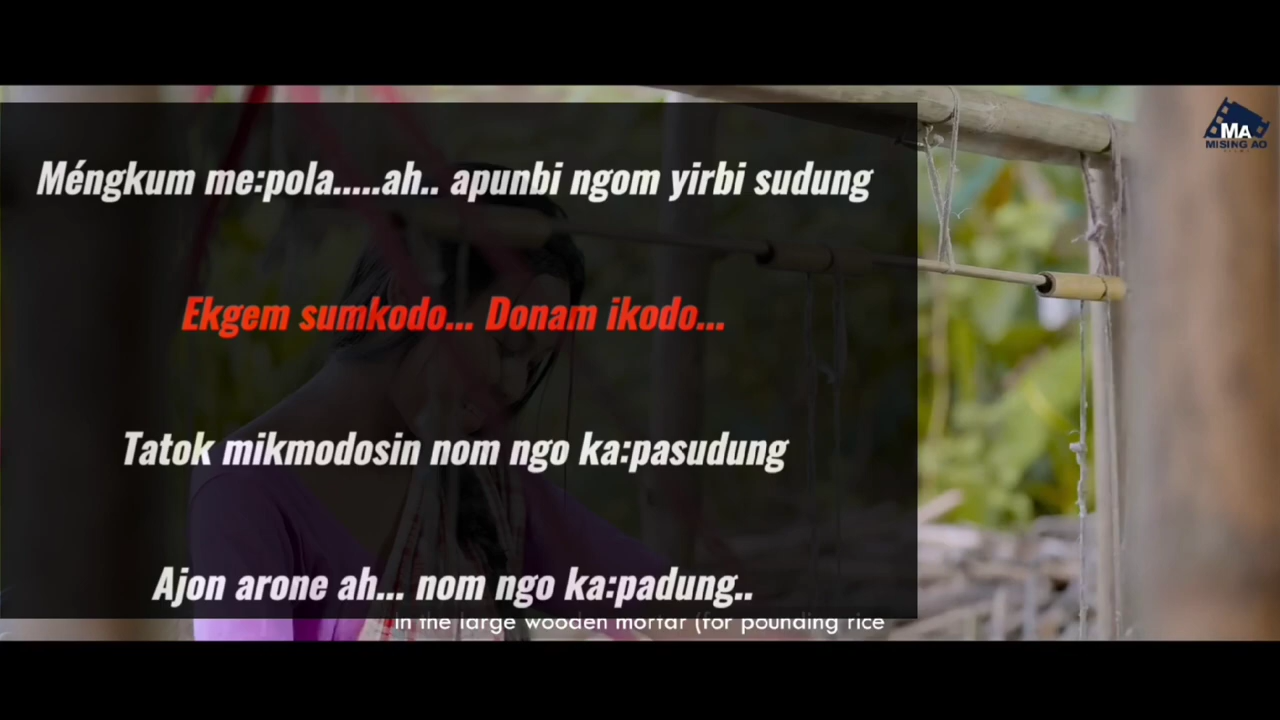 MA
MISING AO
Méngkum me:pola.....ah.. apunbi ngom yirbi sudung
Ekgem sumkodo... Donam ikodo...
Tatok mikmodosin nom ngo ka:pasudung
Ajon arone ah... nom ngo ka:padung..
in the large wooden mortar (for pounding rice